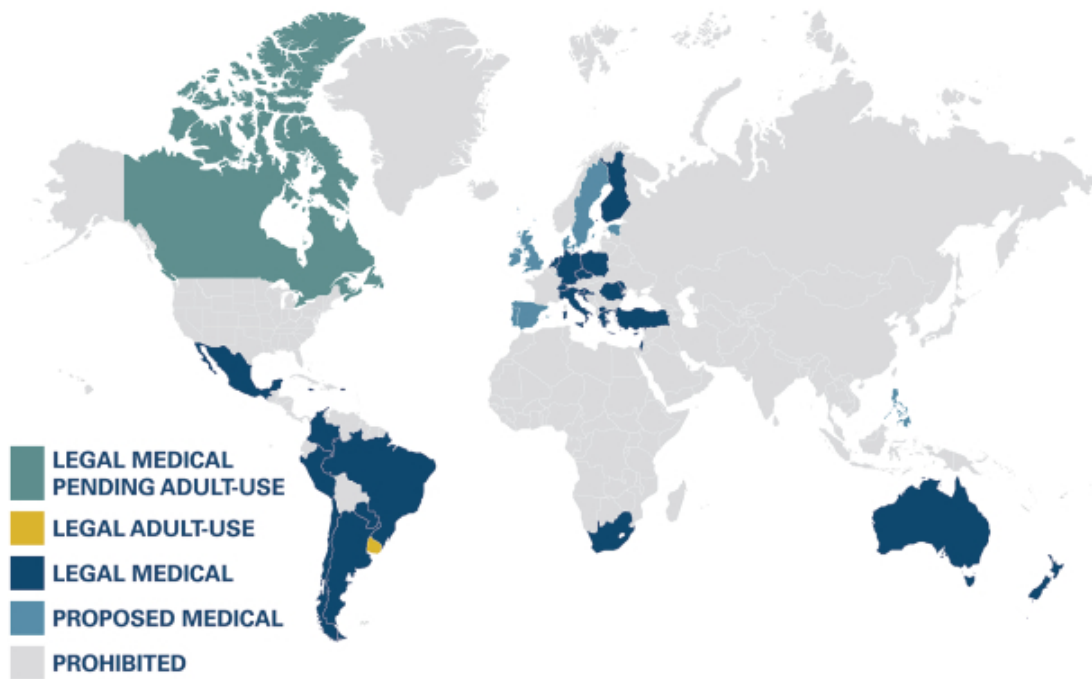 LEGAL MEDICAL
PENDING ADULT-USE
LEGAL ADULT-USE
LEGAL MEDICAL
PROPOSED MEDICAL
PROHIBITED